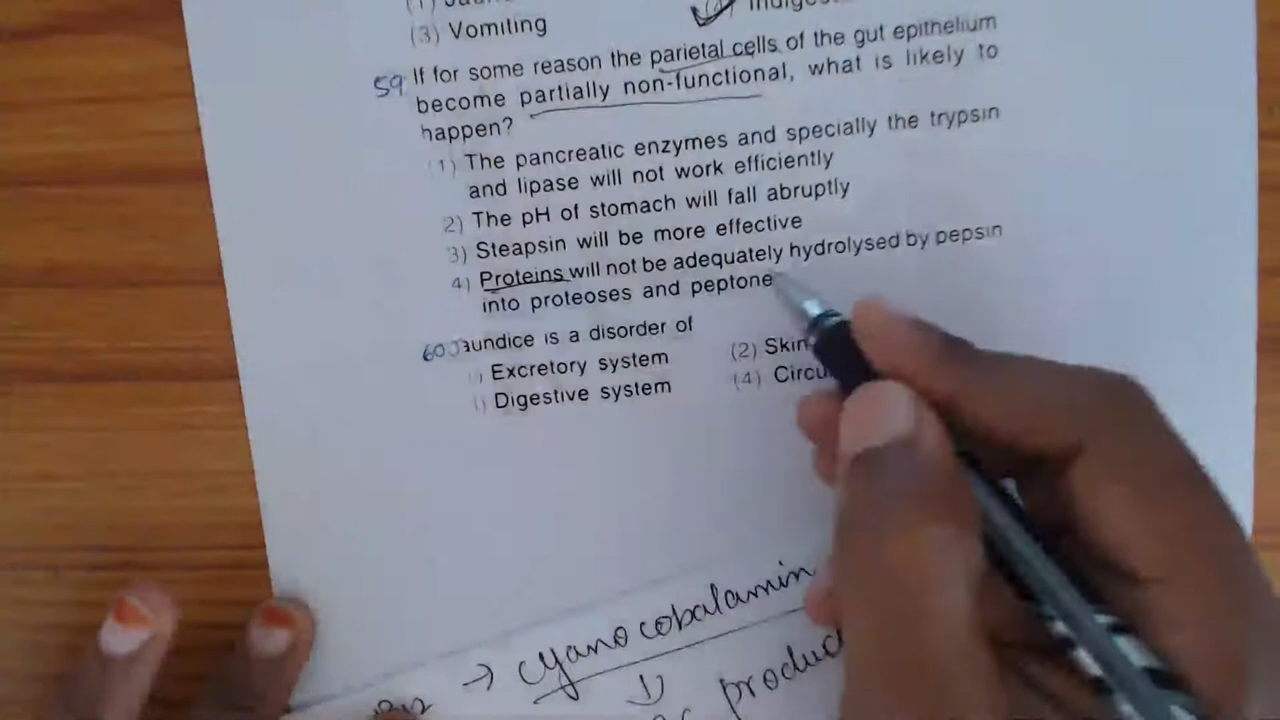 (3) Vomiting
59. If for some reason the parietal cells of the gut epithelium
become partially non-functional, what is likely to
happen?
1) The pancreatic enzymes and specially the trypsin
and lipase will not work efficiently
2) The pH of stomach will fall abruptly
3) Steapsin will be more effective
4) Proteins will not be adequately hydrolysed by pepsin
into proteoses and peptone
60. Jaundice is a disorder of
) Excretory system (2) Skin
) Digestive system (4)
→ cyanocobalamin